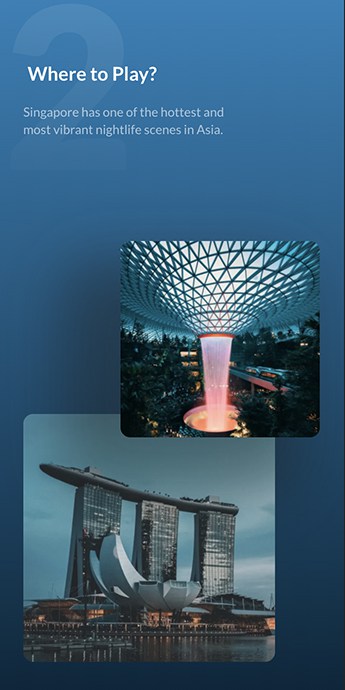 2
Where to Play?
Singapore has one of the hottest and
most vibrant nightlife scenes in Asia.